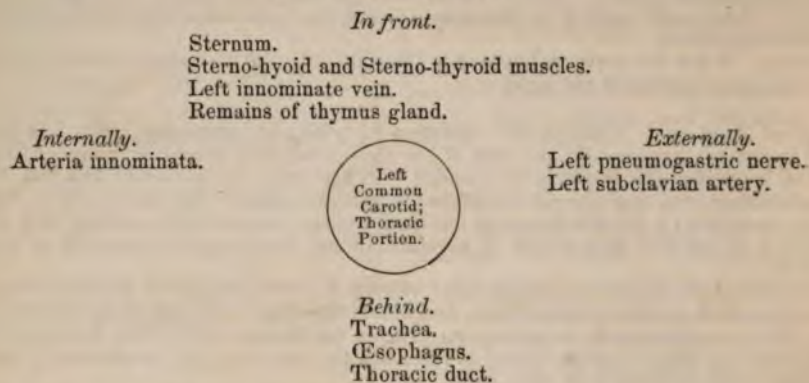 In front.
Sternum.
Sterno-hyoid and Sterno-thyroid muscles.
Left innominate vein.
Remains of thymus gland.
Internally.
Arteria innominata.
Left
Common
Carotid;
Thoracic
Portion.
Externally.
Left pneumogastric nerve.
Left subclavian artery.
Behind.
Trachea.
Œsophagus.
Thoracic duct.